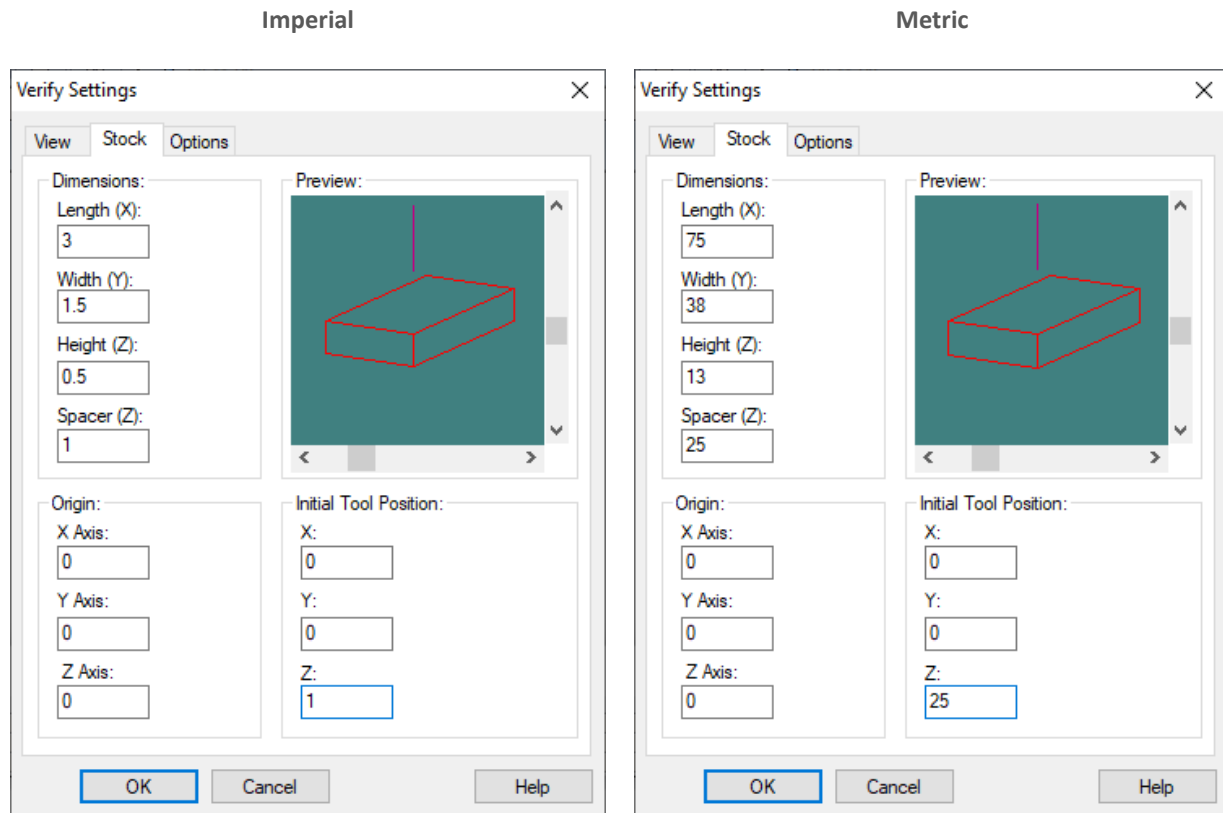 Imperial
Verify Settings
View Stock Options
Dimensions:
Length (X):
3
Width (Y):
1.5
Height (Z):
0.5
Spacer (Z):
1
Preview:
Origin:
X Axis:
0
Y Axis:
0
Z Axis:
0
Initial Tool Position:
X:
0
Y:
0
Z:
1
OK Cancel Help
Metric
Verify Settings
View Stock Options
Dimensions:
Length (X):
75
Width (Y):
38
Height (Z):
13
Spacer (Z):
25
Preview:
Origin:
X Axis:
0
Y Axis:
0
Z Axis:
0
Initial Tool Position:
X:
0
Y:
0
Z:
25
OK Cancel Help